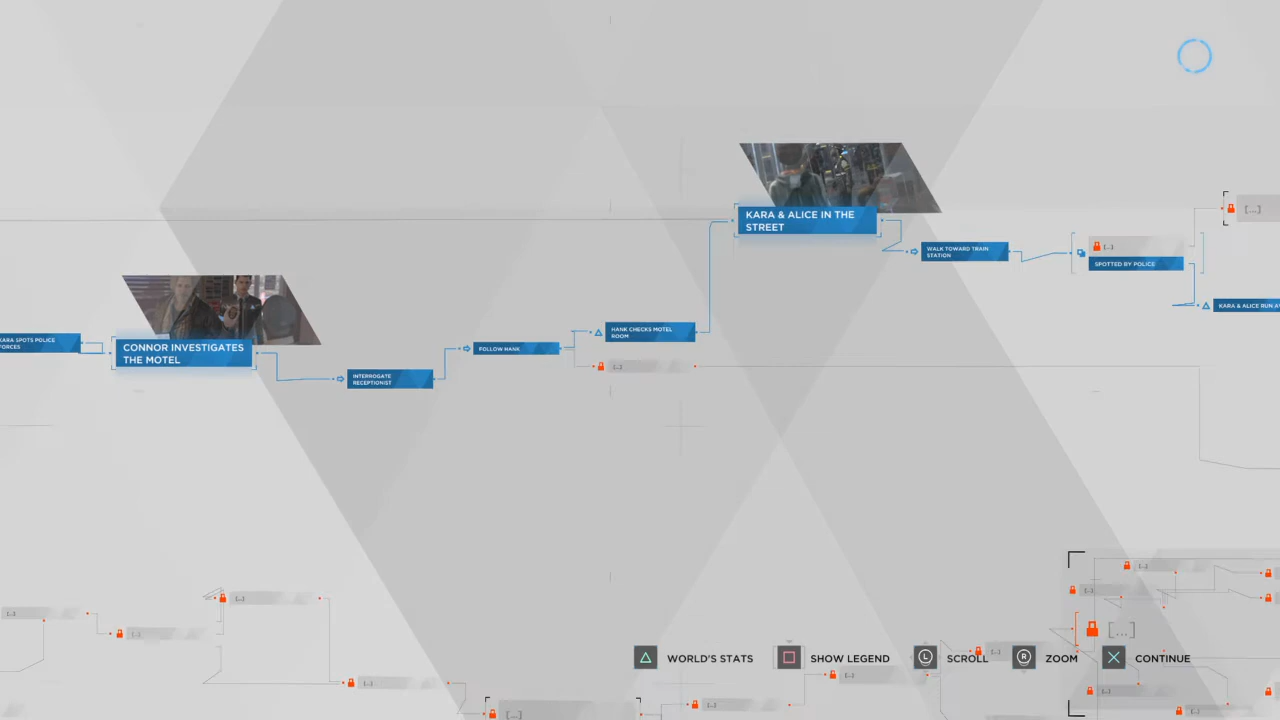 [...]
KARA & ALICE IN THE
STREET
[...]
WALK TOWARD TRAIN
STATION
SPOTTED BY POLICE
KARA & ALICE RUN A
KARA SPOTS POLICE
FORCES
CONNOR INVESTIGATES
THE MOTEL
HANK CHECKS MOTEL
ROOM
FOLLOW HANK
[...]
INTERROGATE
RECEPTIONIST
[...]
[...]
[...]
[...]
[...]
[...]
[...]
[...]
[...]
[...]
[...]
[...]
[...]
[...]
WORLD'S STATS
SHOW LEGEND
L
SCROLL
R
ZOOM
CONTINUE